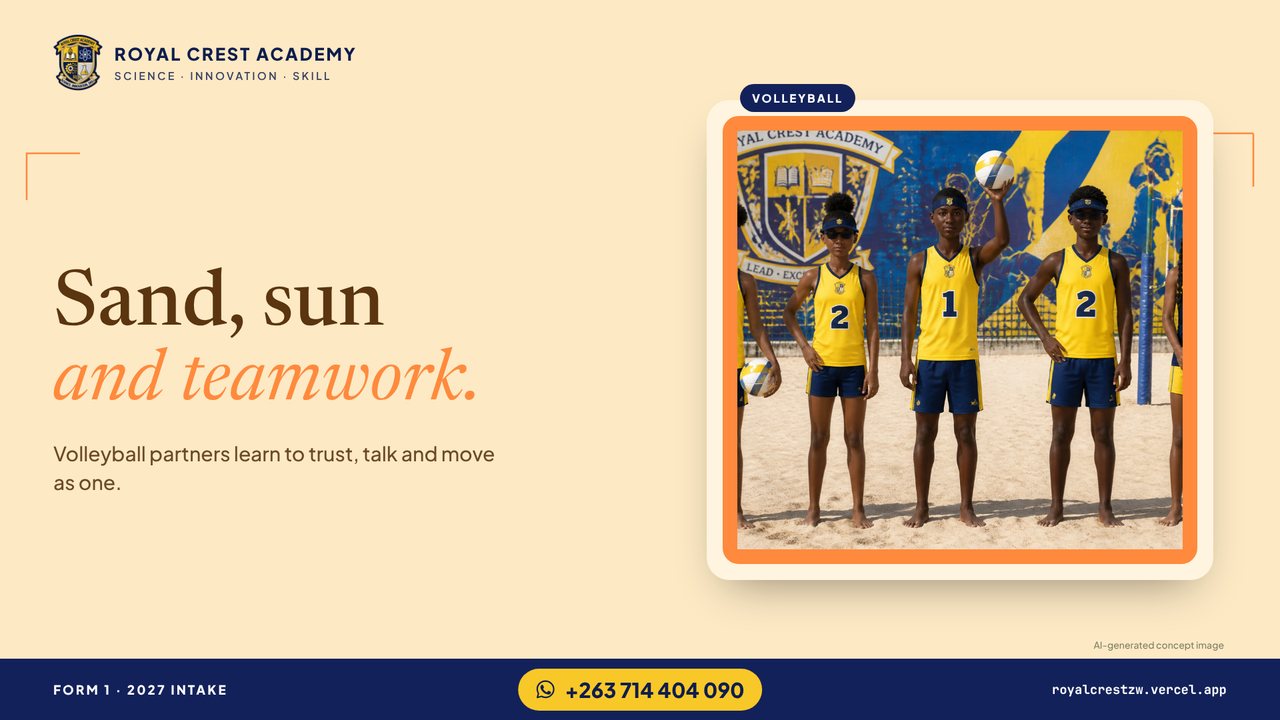 ROYAL CREST ACADEMY
SCIENCE · INNOVATION · SKILL
VOLLEYBALL
YAL CREST ACADEMY
LEAD · EXC
2
1
2
Sand, sun
and teamwork.
Volleyball partners learn to trust, talk and move
as one.
AI-generated concept image
FORM 1 · 2027 INTAKE
+263 714 404 090
royalcrestzw.vercel.app